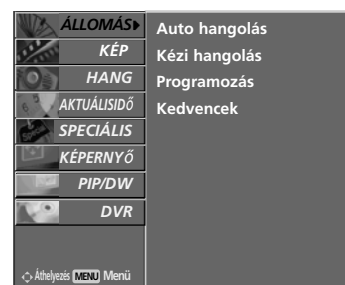 ÁLLOMÁS
KÉP
HANG
AKTUÁLISIDŐ
SPECIÁLIS
KÉPERNYŐ
PIP/DW
DVR
Áthelyezés MENU Menü
Auto hangolás
Kézi hangolás
Programozás
Kedvencek